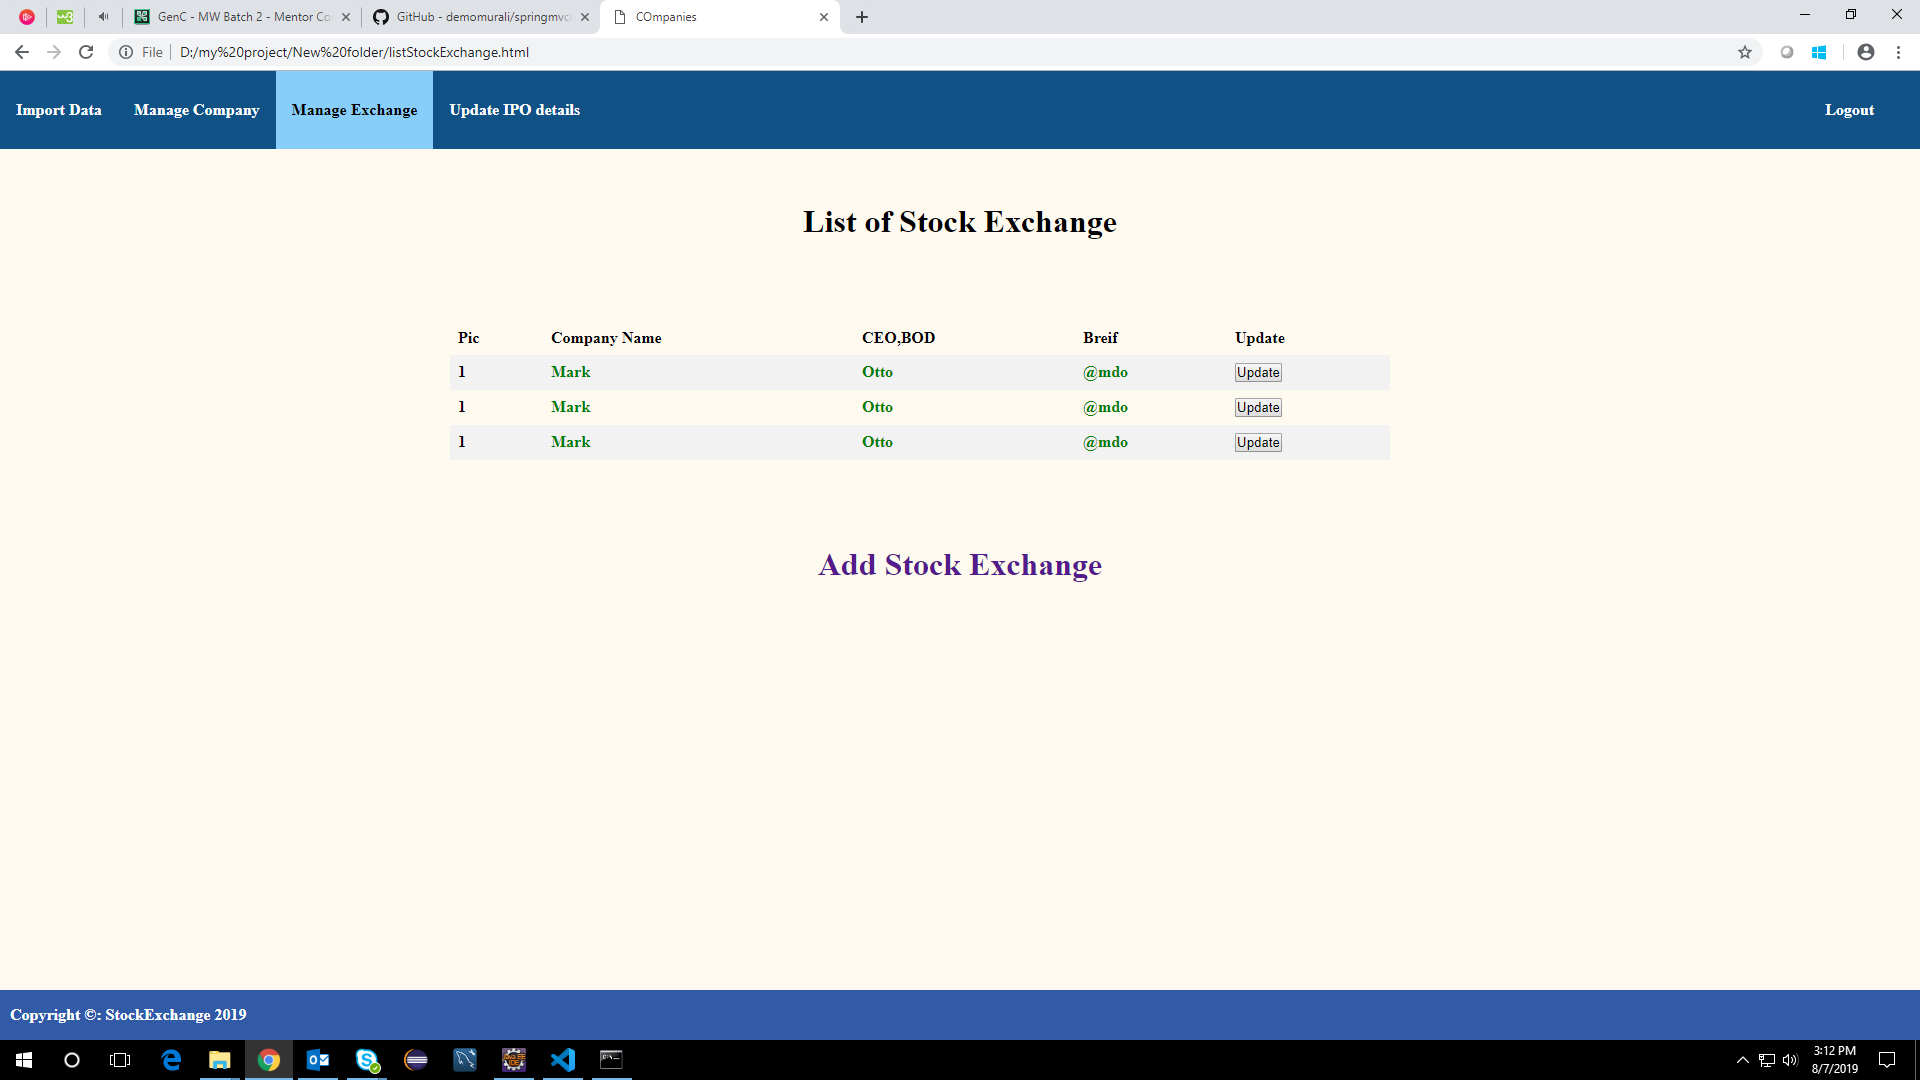 GenC - MW Batch 2 - Mentor Co
GitHub - demomurali/springmvc
COmpanies
File
D:/my%20project/New%20folder/listStockExchange.html
Import Data
Manage Company
Manage Exchange
Update IPO details
Logout
List of Stock Exchange
Pic Company Name CEO,BOD Breif Update
1 Mark Otto @mdo Update
1 Mark Otto @mdo Update
1 Mark Otto @mdo Update
Add Stock Exchange
Copyright ©: StockExchange 2019
3:12 PM
8/7/2019